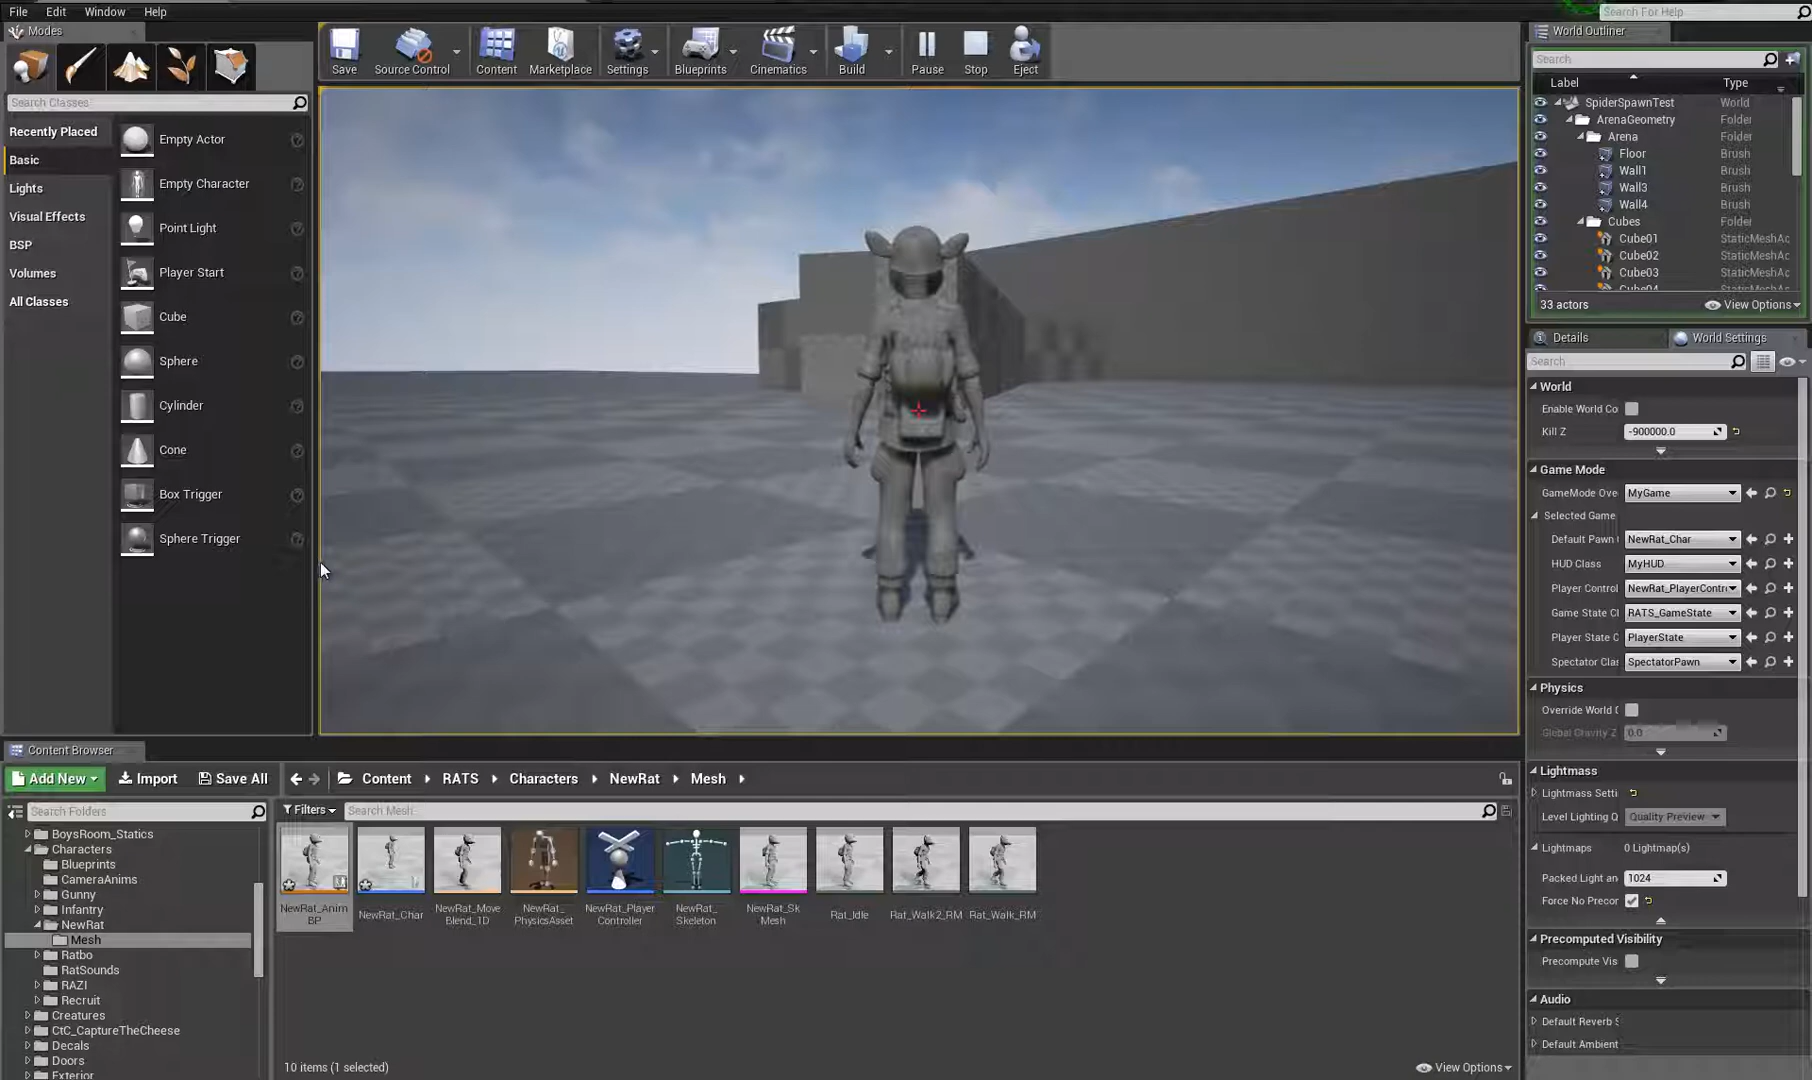 File Edit Window Help
Search For Help
Modes
Save Source Control Content Marketplace Settings Blueprints Cinematics Build Pause Stop Eject
Search Classes
Recently Placed
Basic
Lights
Visual Effects
BSP
Volumes
All Classes
Empty Actor
Empty Character
Point Light
Player Start
Cube
Sphere
Cylinder
Cone
Box Trigger
Sphere Trigger
World Outliner
Search
Label Type
SpiderSpawnTest World
ArenaGeometry Folder
Arena Folder
Floor Brush
Wall1 Brush
Wall3 Brush
Wall4 Brush
Cubes Folder
Cube01 StaticMeshAc
Cube02 StaticMeshAc
Cube03 StaticMeshAc
Cube04 StaticMeshAc
33 actors View Options
Details World Settings
Search
World
Enable World Co
Kill Z -900000.0
Game Mode
GameMode Ove MyGame
Selected Game
Default Pawn NewRat_Char
HUD Class MyHUD
Player Control NewRat_PlayerContr
Game State Cl RATS_GameState
Player State C PlayerState
Spectator Clas SpectatorPawn
Physics
Override World
Global Gravity Z 0.0
Lightmass
Lightmass Setti
Level Lighting Q Quality Preview
Lightmaps 0 Lightmap(s)
Packed Light an 1024
Force No Precor
Precomputed Visibility
Precompute Vis
Audio
Default Reverb S
Default Ambient
Content Browser
Add New Import Save All Content RATS Characters NewRat Mesh
Search Folders
Filters Search Mesh
BoysRoom_Statics
Characters
Blueprints
CameraAnims
Gunny
Infantry
NewRat
Mesh
Ratbo
RatSounds
RAZI
Recruit
Creatures
CtC_CaptureTheCheese
Decals
Doors
Exterior
NewRat_Anim
BP
NewRat_Char
NewRat_Move
Blend_1D
NewRat_
PhysicsAsset
NewRat_Player
Controller
NewRat_
Skeleton
NewRat_Sk
Mesh
Rat_Idle
Rat_Walk2_RM
Rat_Walk_RM
10 items (1 selected)
View Options